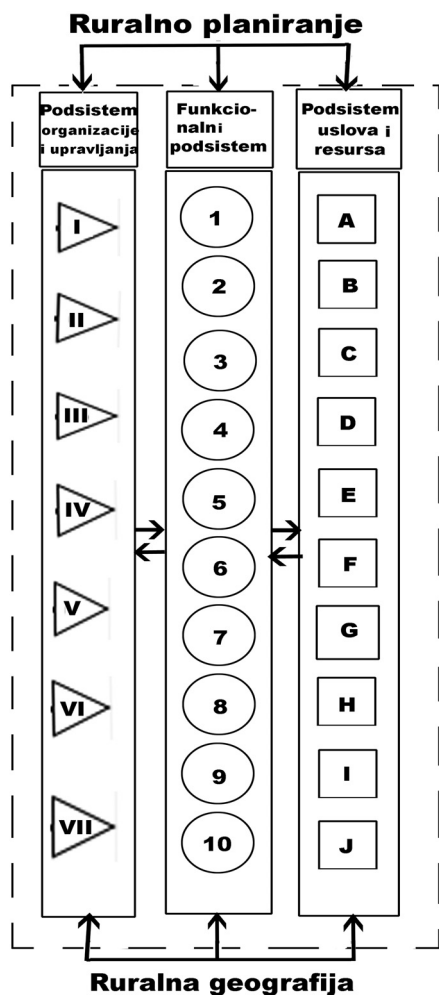 Ruralno planiranje
Podsistem
organizacije
i upravljanja
Funkcio-
nalni
podsistem
Podsistem
uslova i
resursa
I
II
III
IV
V
VI
VII
1
2
3
4
5
6
7
8
9
10
A
B
C
D
E
F
G
H
I
J
Ruralna geografija